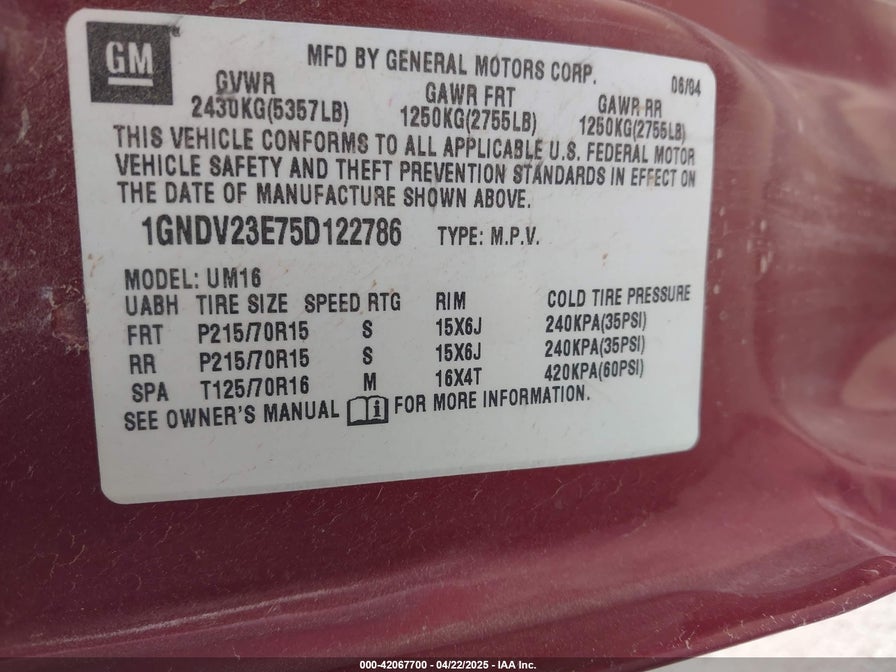 GM
MFD BY GENERAL MOTORS CORP. 06/04
GVWR GAWR FRT GAWR RR
2430KG(5357LB) 1250KG(2755LB) 1250KG(2755LB)
THIS VEHICLE CONFORMS TO ALL APPLICABLE U.S. FEDERAL MOTOR
VEHICLE SAFETY AND THEFT PREVENTION STANDARDS IN EFFECT ON
THE DATE OF MANUFACTURE SHOWN ABOVE.
1GNDV23E75D122786 TYPE: M.P.V.
MODEL: UM16
UABH TIRE SIZE SPEED RTG RIM COLD TIRE PRESSURE
FRT P215/70R15 S 15X6J 240KPA(35PSI)
RR P215/70R15 S 15X6J 240KPA(35PSI)
SPA T125/70R16 M 16X4T 420KPA(60PSI)
SEE OWNER'S MANUAL FOR MORE INFORMATION.
000-42067700 - 04/22/2025 - IAA Inc.